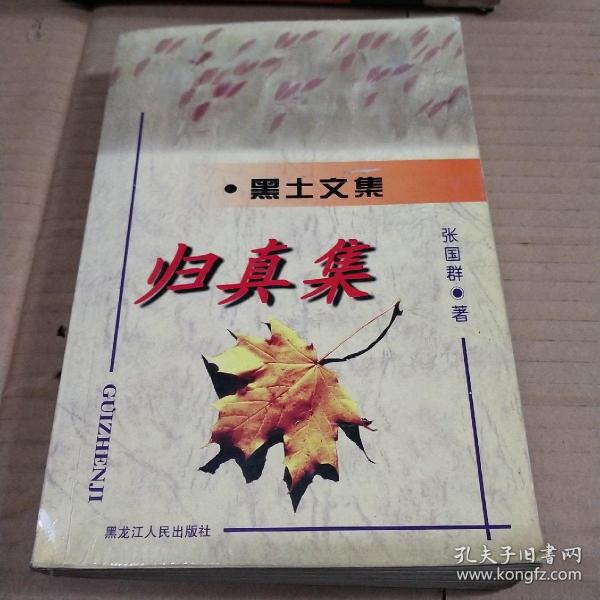 •黑土文集
归真集
张国群◉著
GUIZHENJI
黑龙江人民出版社
孔夫子旧书网
www.kongfz.com